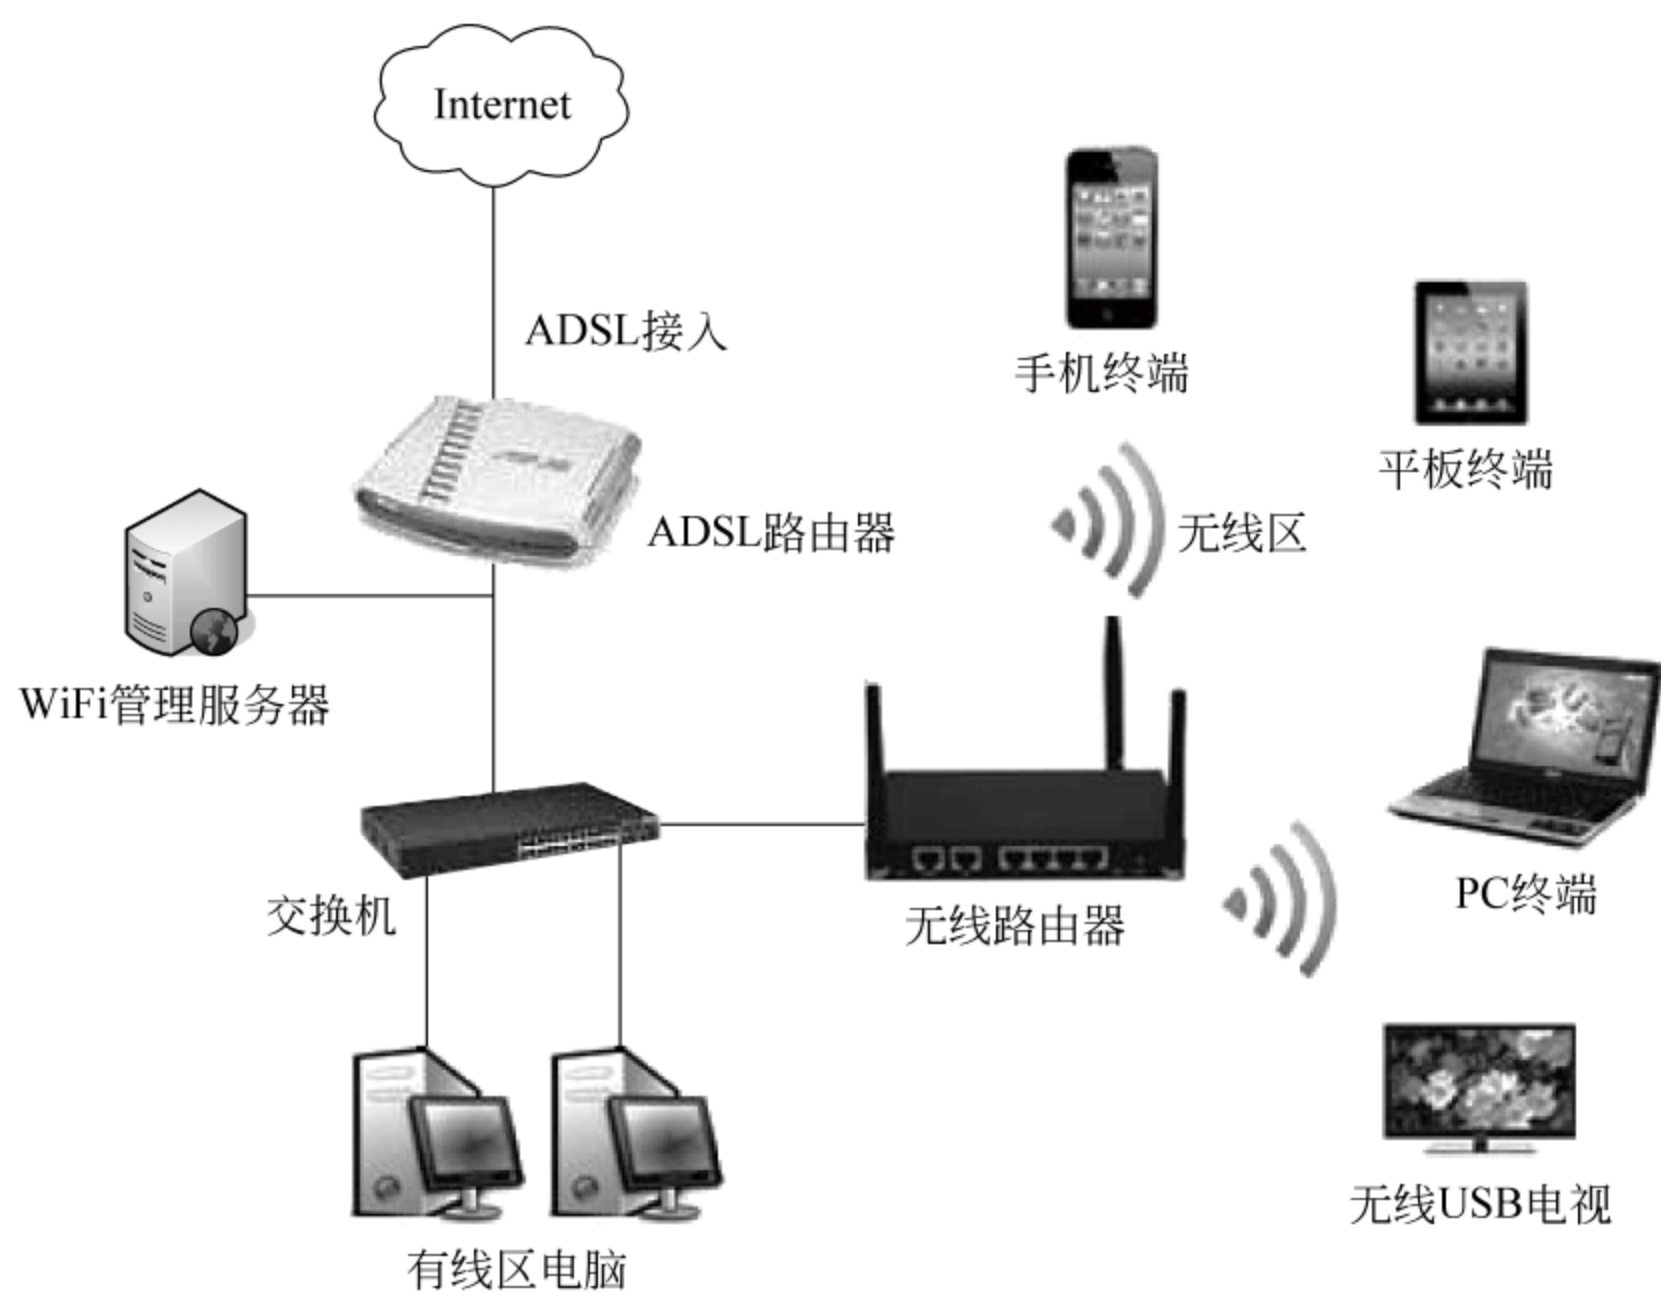 Internet
ADSL接入
手机终端
平板终端
ADSL路由器
无线区
WiFi管理服务器
PC终端
交换机
无线路由器
无线USB电视
有线区电脑